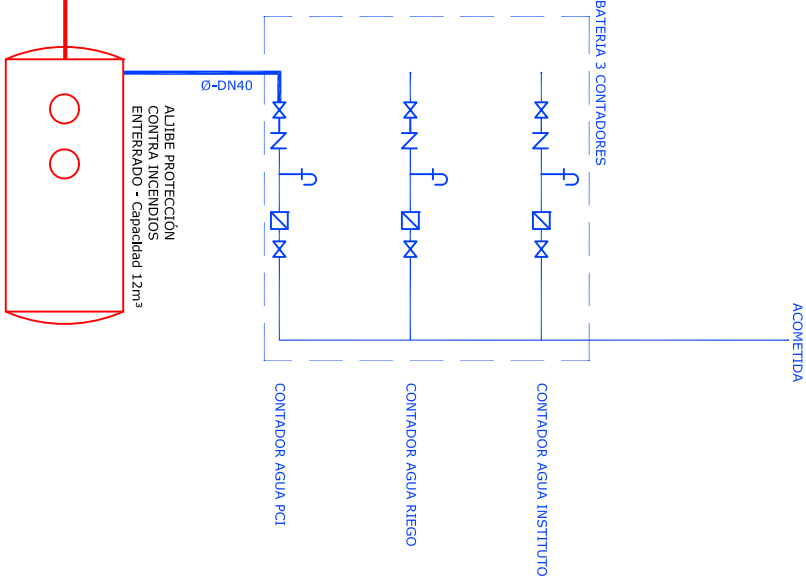 BATERIA 3 CONTADORES
Ø-DN40
ALJIBE PROTECCIÓN
CONTRA INCENDIOS
ENTERRADO - Capacidad 12m³
ACOMETIDA
CONTADOR AGUA PCI
CONTADOR AGUA RIEGO
CONTADOR AGUA INSTITUTO